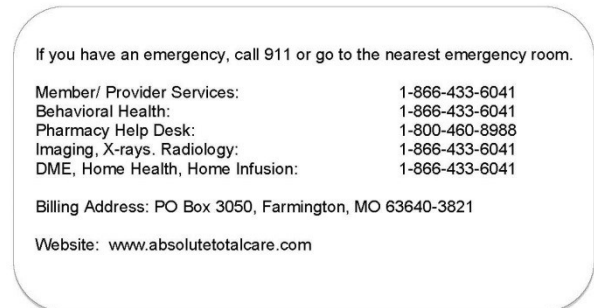 If you have an emergency, call 911 or go to the nearest emergency room.
Member/ Provider Services: 1-866-433-6041
Behavioral Health: 1-866-433-6041
Pharmacy Help Desk: 1-800-460-8988
Imaging, X-rays. Radiology: 1-866-433-6041
DME, Home Health, Home Infusion: 1-866-433-6041
Billing Address: PO Box 3050, Farmington, MO 63640-3821
Website: www.absolutetotalcare.com